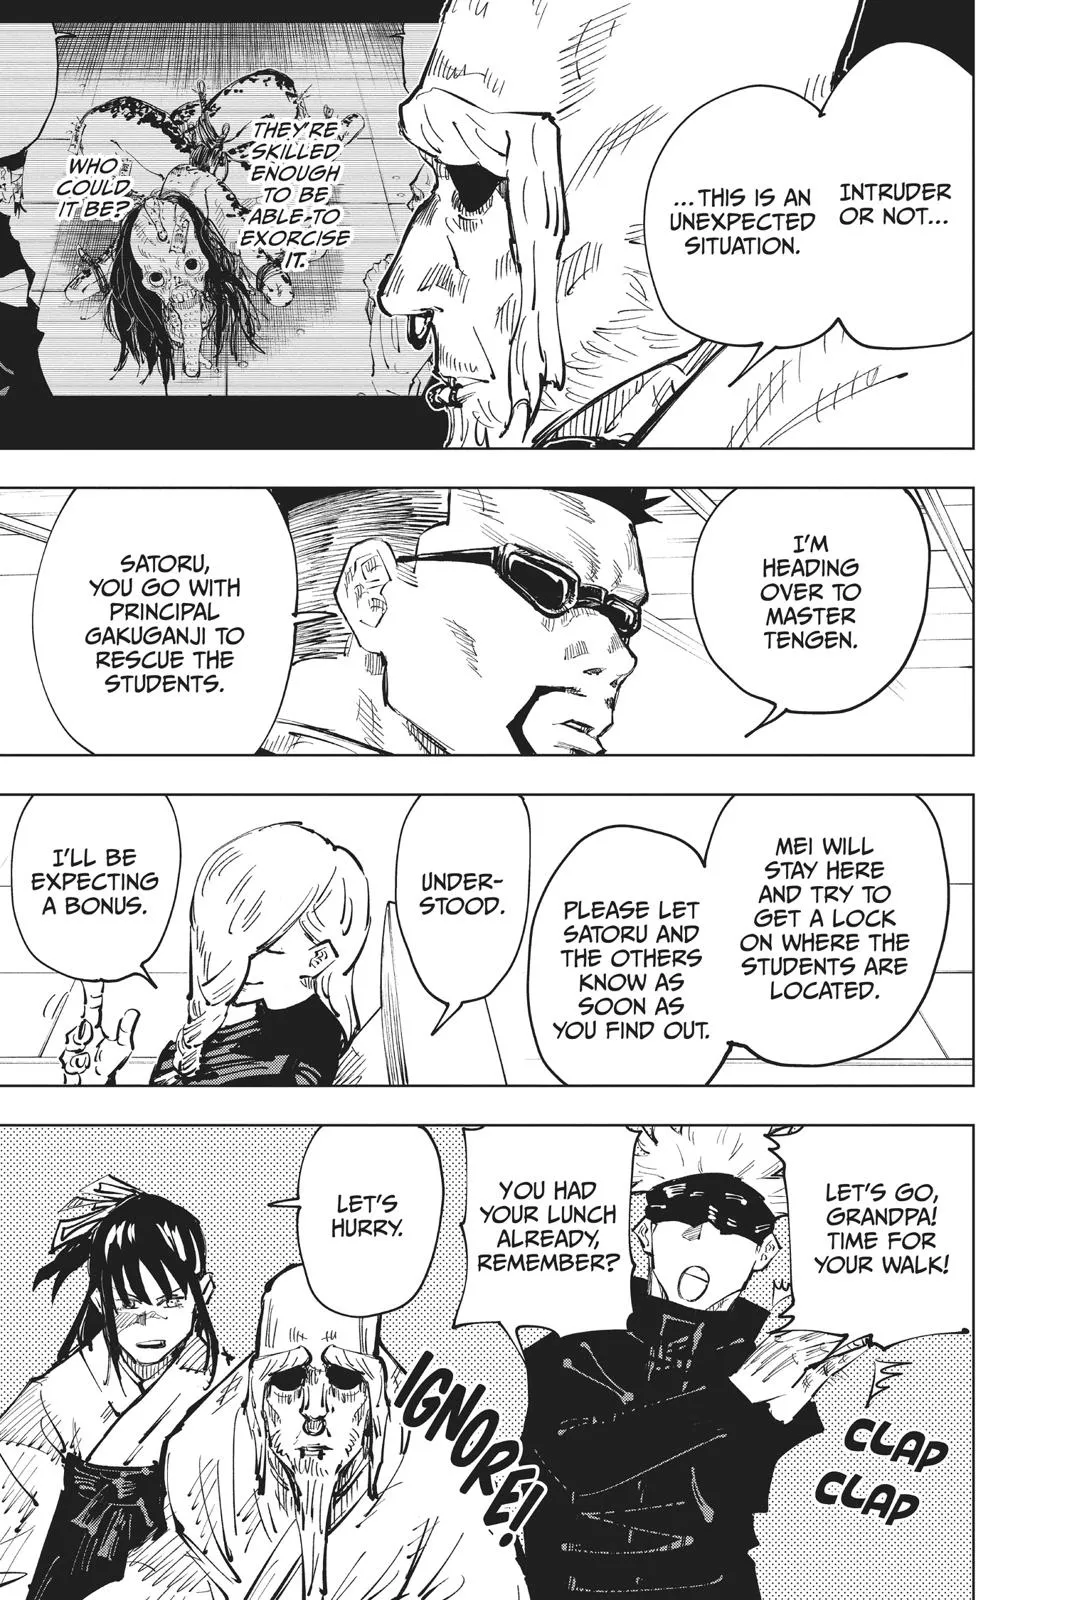 INTRUDER
OR NOT...
...THIS IS AN
UNEXPECTED
SITUATION.
THEY'RE
SKILLED
ENOUGH
TO BE
ABLE TO
EXORCISE
IT.
WHO
COULD
IT BE?
I'M
HEADING
OVER TO
MASTER
TENGEN.
SATORU,
YOU GO WITH
PRINCIPAL
GAKUGANJI TO
RESCUE THE
STUDENTS.
MEI WILL
STAY HERE
AND TRY TO
GET A LOCK
ON WHERE THE
STUDENTS ARE
LOCATED.
PLEASE LET
SATORU AND
THE OTHERS
KNOW AS
SOON AS
YOU FIND OUT.
UNDER-
STOOD.
I'LL BE
EXPECTING
A BONUS.
LET'S GO,
GRANDPA!
TIME FOR
YOUR WALK!
CLAP
CLAP
YOU HAD
YOUR LUNCH
ALREADY,
REMEMBER?
IGNORE!
LET'S
HURRY.